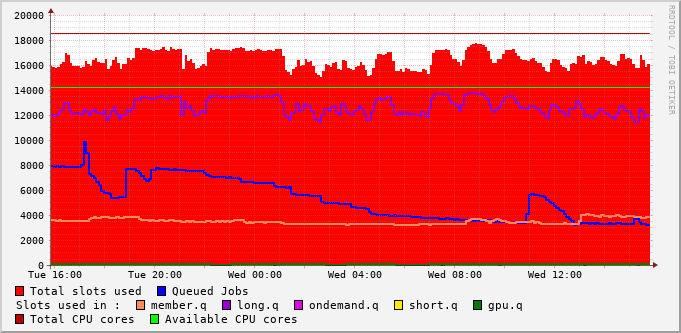 20000
18000
16000
14000
12000
10000
8000
6000
4000
2000
0
Tue 16:00 Tue 20:00 Wed 00:00 Wed 04:00 Wed 08:00 Wed 12:00
Total slots used Queued Jobs
Slots used in : member.q long.q ondemand.q short.q gpu.q
Total CPU cores Available CPU cores
RRDTOOL / TOBI OETIKER